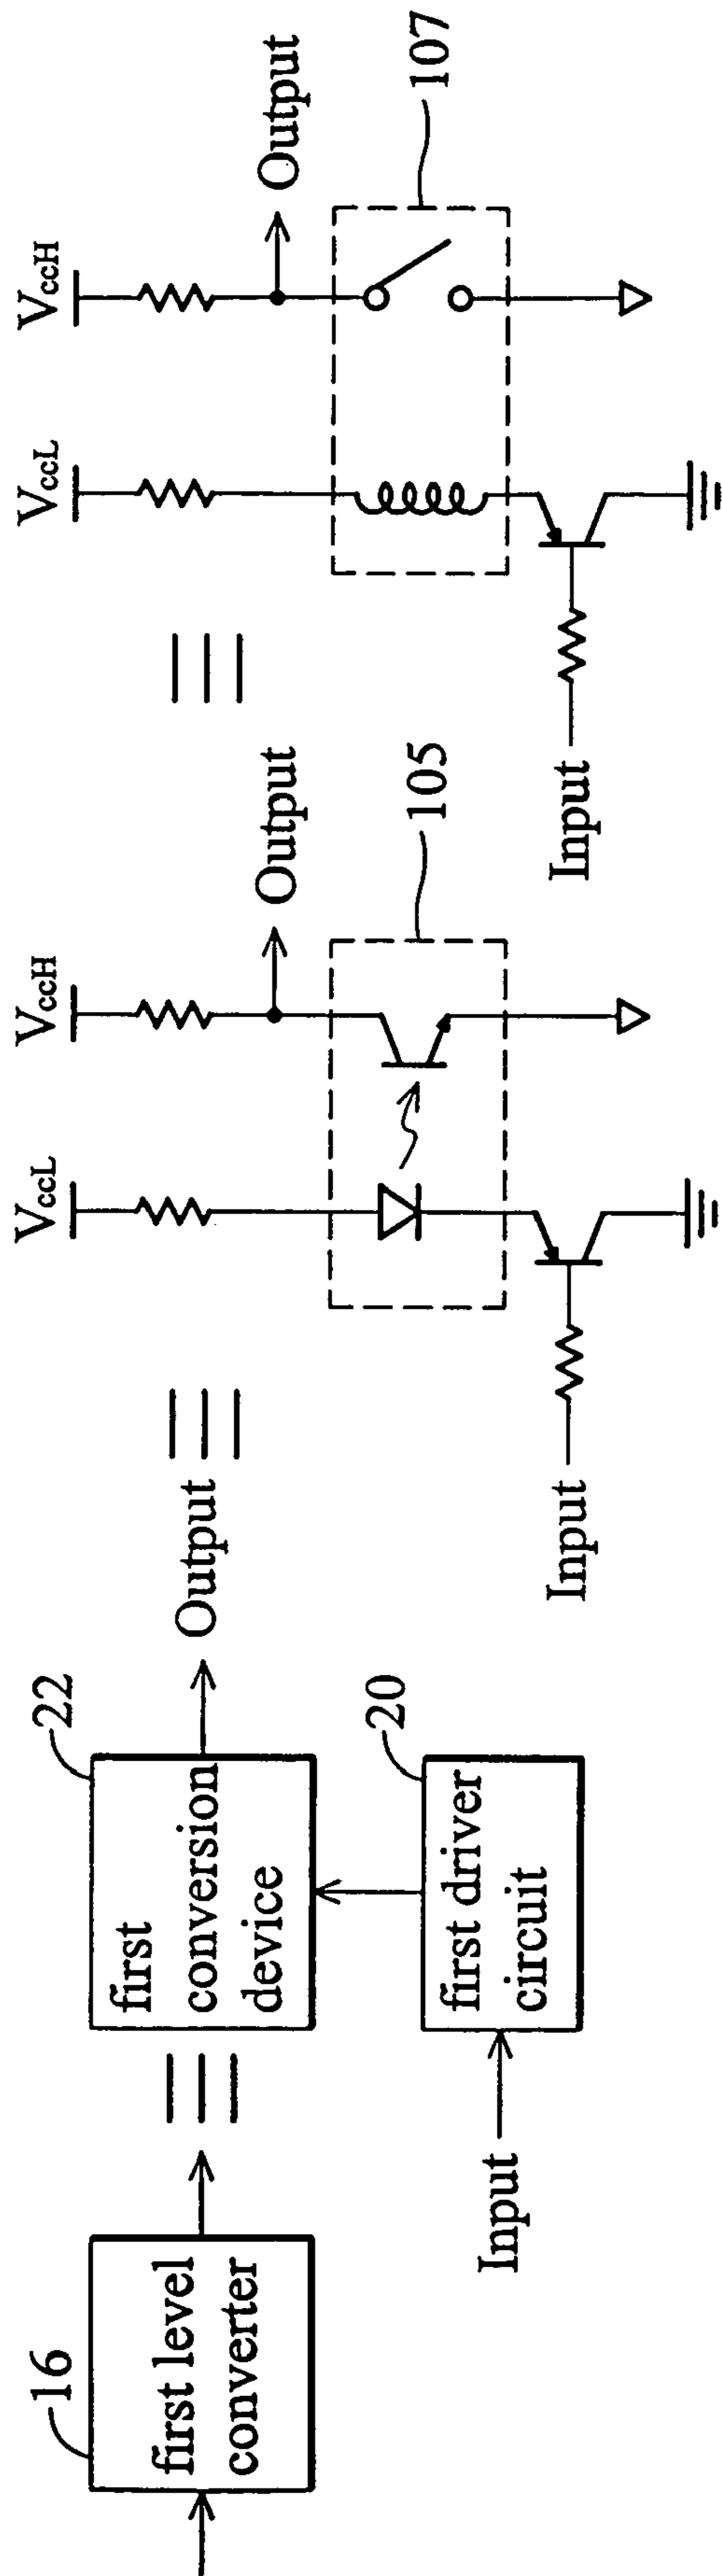 16
first level
converter
22
first
conversion
device
Output
20
first driver
circuit
Input
VccL
VccH
Output
105
Input
VccL
VccH
Output
107
Input